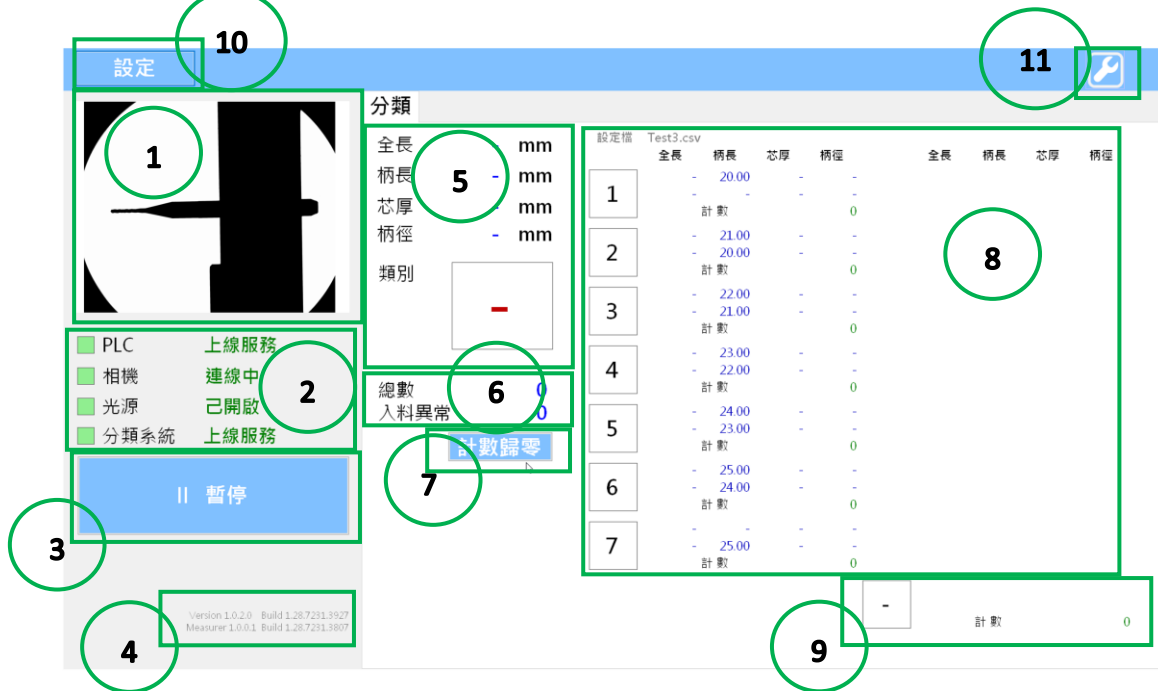 10
11
設定
1
PLC 上線服務
相機 連線中
光源 已開啟
分類系統 上線服務
2
II 暫停
3
Version 1.0.2.0 Build 1.28.7231.3927
Measurer 1.0.0.1 Build 1.28.7231.3807
4
分類
全長 - mm
柄長 - mm
芯厚 mm
柄徑 - mm
5
類別
-
總數 0
入料異常 0
6
計數歸零
7
設定檔 Test3.csv
全長 柄長 芯厚 柄徑 全長 柄長 芯厚 柄徑
1
- 20.00 - -
- - - -
計數 0
2
- 21.00 - -
- 20.00 - -
計數 0
3
- 22.00 - -
- 21.00 - -
計數 0
4
- 23.00 - -
- 22.00 - -
計數 0
5
- 24.00 - -
- 23.00 - -
計數 0
6
- 25.00 - -
- 24.00 - -
計數 0
7
- - - -
- 25.00 - -
計數 0
8
- 計數 0
9